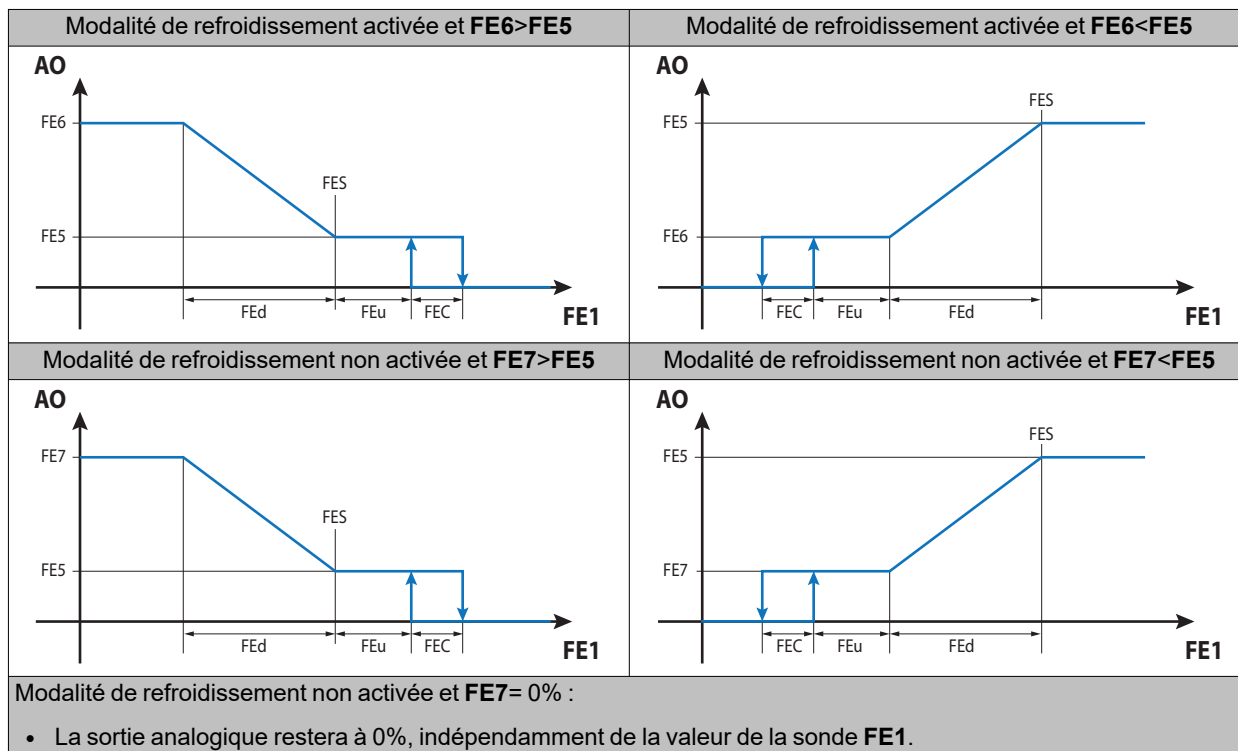 Modalité de refroidissement activée et FE6>FE5
Modalité de refroidissement activée et FE6<FE5
AO
FE6
FES
FE5
FEd
FEu
FEC
FE1
AO
FES
FE5
FE6
FEC
FEu
FEd
FE1
Modalité de refroidissement non activée et FE7>FE5
Modalité de refroidissement non activée et FE7<FE5
AO
FE7
FES
FE5
FEd
FEu
FEC
FE1
AO
FES
FE5
FE7
FEC
FEu
FEd
FE1
Modalité de refroidissement non activée et FE7= 0% :
• La sortie analogique restera à 0%, indépendamment de la valeur de la sonde FE1.